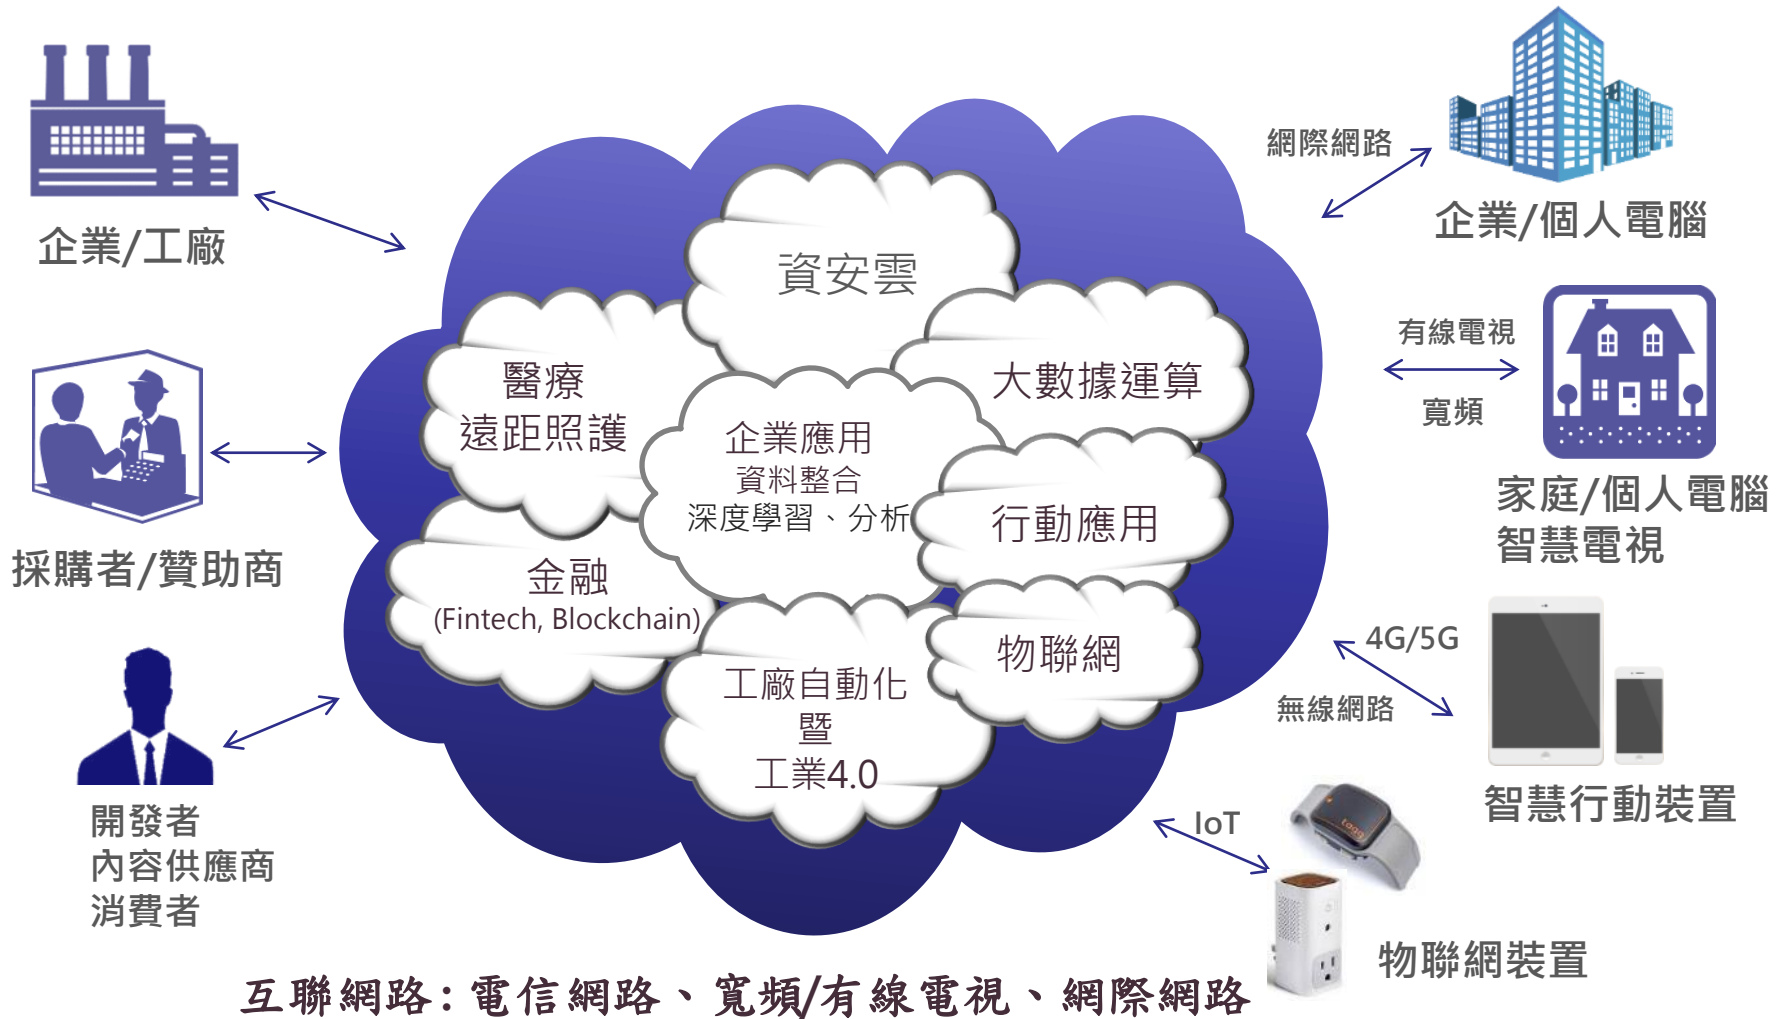 企業/工廠
採購者/贊助商
開發者
內容供應商
消費者
資安雲
醫療
遠距照護
大數據運算
企業應用
資料整合
深度學習、分析
行動應用
金融
(Fintech, Blockchain)
物聯網
工廠自動化
暨
工業4.0
網際網路
企業/個人電腦
有線電視
寬頻
家庭/個人電腦
智慧電視
4G/5G
無線網路
智慧行動裝置
IoT
taag
物聯網裝置
互聯網路：電信網路、寬頻/有線電視、網際網路